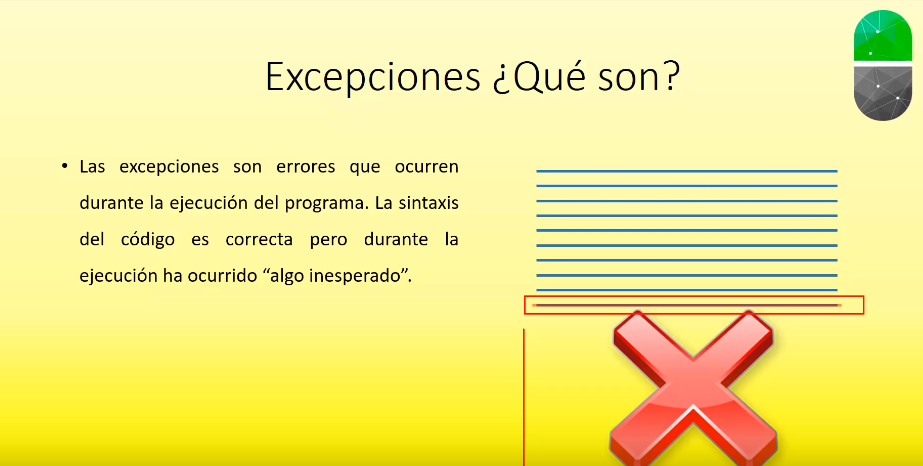 Excepciones ¿Qué son?
• Las excepciones son errores que ocurren
durante la ejecución del programa. La sintaxis
del código es correcta pero durante la
ejecución ha ocurrido “algo inesperado”.